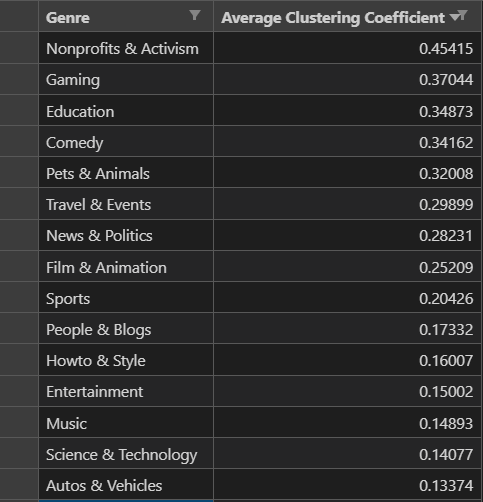 Genre Average Clustering Coefficient
Nonprofits & Activism 0.45415
Gaming 0.37044
Education 0.34873
Comedy 0.34162
Pets & Animals 0.32008
Travel & Events 0.29899
News & Politics 0.28231
Film & Animation 0.25209
Sports 0.20426
People & Blogs 0.17332
Howto & Style 0.16007
Entertainment 0.15002
Music 0.14893
Science & Technology 0.14077
Autos & Vehicles 0.13374